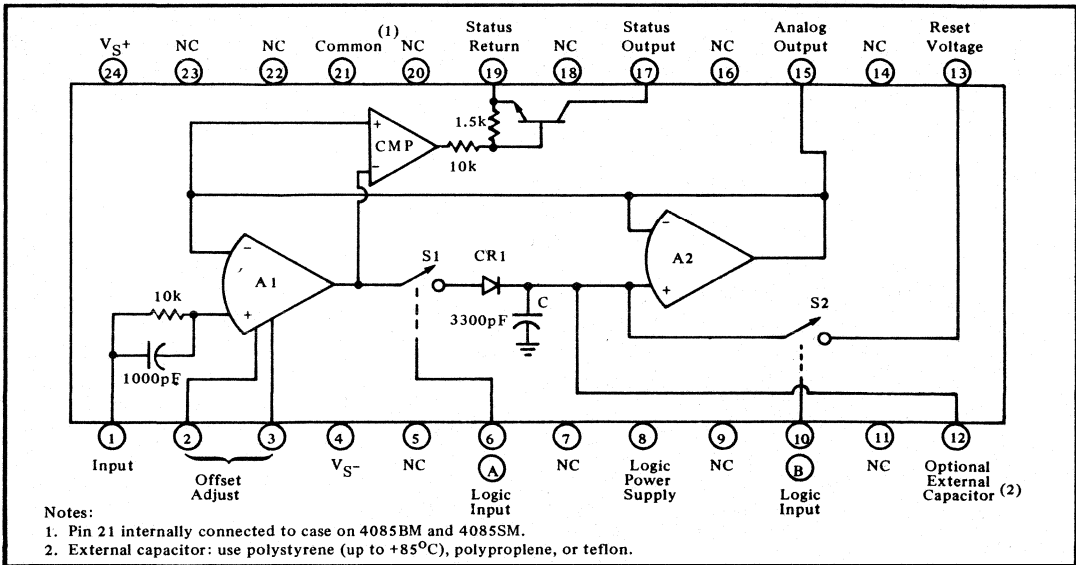 VS+ NC NC Common (1) NC Status Return NC Status Output NC Analog Output NC Reset Voltage
24 23 22 21 20 19 18 17 16 15 14 13
1.5k
+
CMP
10k
−
− −
A1 S1 CR1 A2
10k + + S2
C
3300pF
1000pF
1 2 3 4 5 6 7 8 9 10 11 12
Input Offset Adjust VS- NC A Logic Input NC Logic Power Supply NC B Logic Input NC Optional External Capacitor (2)
Notes:
1. Pin 21 internally connected to case on 4085BM and 4085SM.
2. External capacitor: use polystyrene (up to +85°C), polyproplene, or teflon.